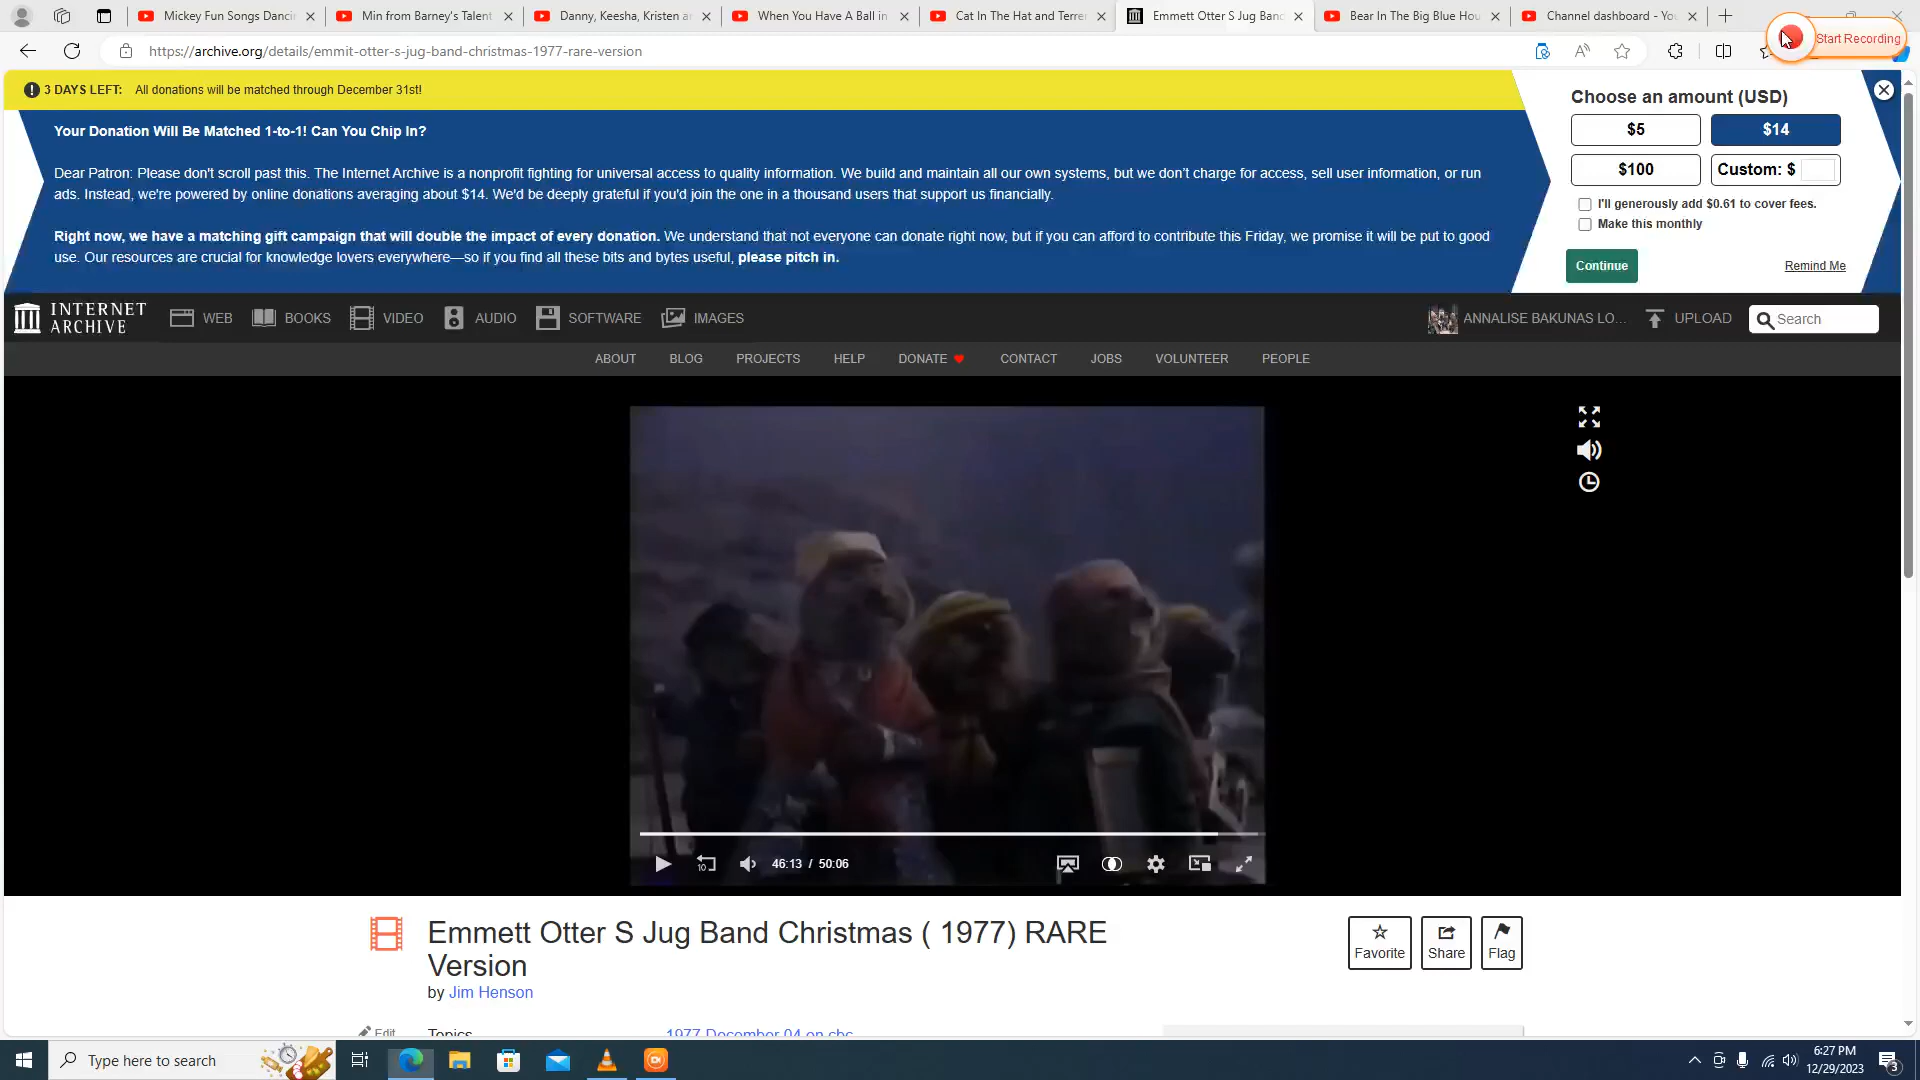 Mickey Fun Songs Danci
Min from Barney's Talent
Danny, Keesha, Kristen a
When You Have A Ball in
Cat In The Hat and Terrer
Emmett Otter S Jug Band
Bear In The Big Blue Hou
Channel dashboard - You
Start Recording
https://archive.org/details/emmit-otter-s-jug-band-christmas-1977-rare-version
3 DAYS LEFT: All donations will be matched through December 31st!
Your Donation Will Be Matched 1-to-1! Can You Chip In?
Dear Patron: Please don't scroll past this. The Internet Archive is a nonprofit fighting for universal access to quality information. We build and maintain all our own systems, but we don't charge for access, sell user information, or run
ads. Instead, we're powered by online donations averaging about $14. We'd be deeply grateful if you'd join the one in a thousand users that support us financially.
Right now, we have a matching gift campaign that will double the impact of every donation. We understand that not everyone can donate right now, but if you can afford to contribute this Friday, we promise it will be put to good
use. Our resources are crucial for knowledge lovers everywhere—so if you find all these bits and bytes useful, please pitch in.
Choose an amount (USD)
$5
$14
$100
Custom: $
I'll generously add $0.61 to cover fees.
Make this monthly
Continue
Remind Me
INTERNET
ARCHIVE
WEB
BOOKS
VIDEO
AUDIO
SOFTWARE
IMAGES
ANNALISE BAKUNAS LO...
UPLOAD
Search
ABOUT
BLOG
PROJECTS
HELP
DONATE
CONTACT
JOBS
VOLUNTEER
PEOPLE
10
46:13 / 50:06
Emmett Otter S Jug Band Christmas ( 1977) RARE
Version
by Jim Henson
Favorite
Share
Flag
Edit
Topics
1977 December 04 on cbc
Type here to search
6:27 PM
12/29/2023
3